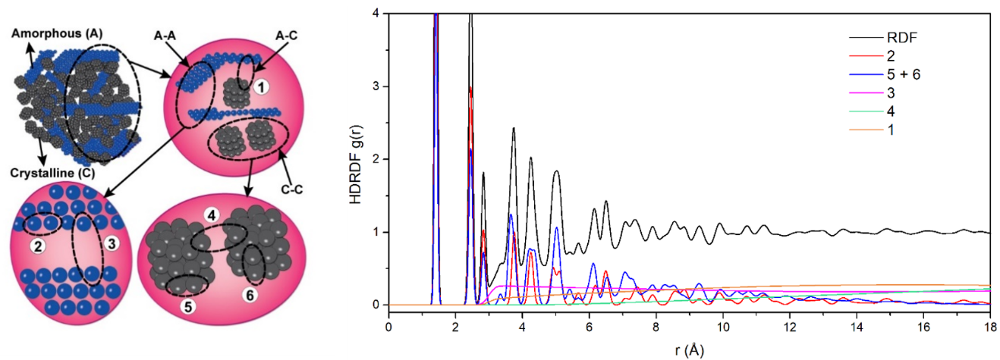 Amorphous (A)
A-A
A-C
1
Crystalline (C)
C-C
2
3
4
5
6
HDRDF g(r)
4
3
2
1
0
RDF
2
5 + 6
3
4
1
0 2 4 6 8 10 12 14 16 18
r (Å)